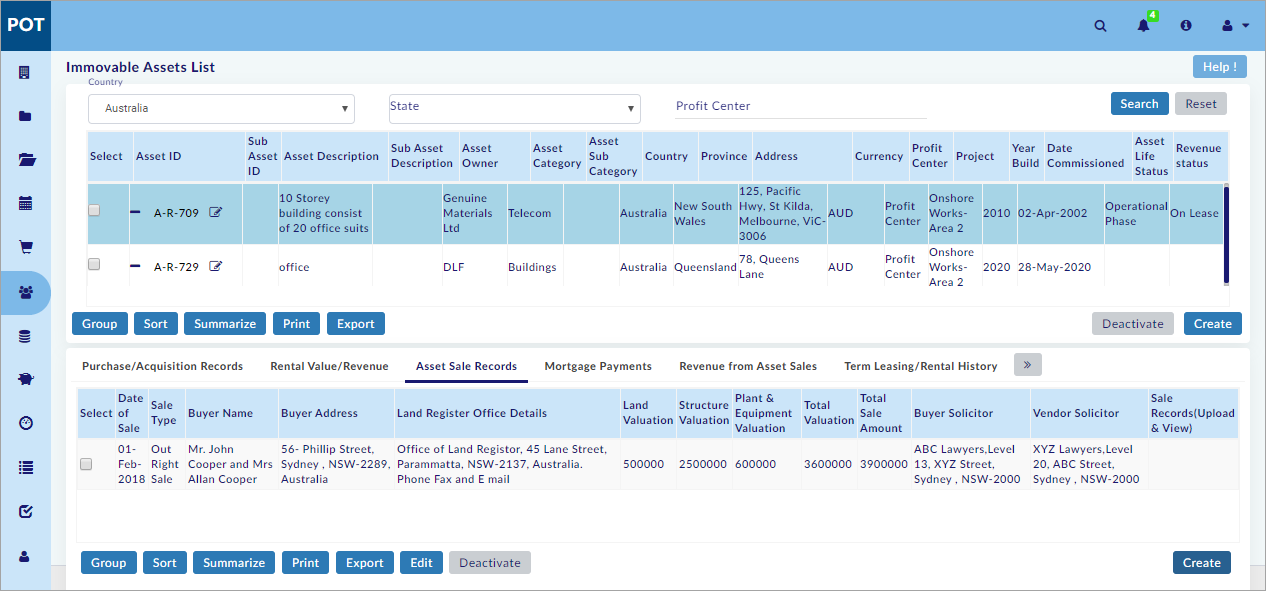 POT
4
Immovable Assets List
Help !
Country
Australia
State
Profit Center
Search
Reset
Select
Asset ID
Sub
Asset
ID
Asset Description
Sub Asset
Description
Asset
Owner
Asset
Category
Asset
Sub
Category
Country
Province
Address
Currency
Profit
Center
Project
Year
Build
Date
Commissioned
Asset
Life
Status
Revenue
status
A-R-709
10 Storey
building consist
of 20 office suits
Genuine
Materials
Ltd
Telecom
Australia
New South
Wales
125, Pacific
Hwy, St Kilda,
Melbourne, ViC-
3006
AUD
Profit
Center
Onshore
Works-
Area 2
2010
02-Apr-2002
Operational
Phase
On Lease
A-R-729
office
DLF
Buildings
Australia
Queensland
78, Queens
Lane
AUD
Profit
Center
Onshore
Works-
Area 2
2020
28-May-2020
Group
Sort
Summarize
Print
Export
Deactivate
Create
Purchase/Acquisition Records
Rental Value/Revenue
Asset Sale Records
Mortgage Payments
Revenue from Asset Sales
Term Leasing/Rental History
»
Select
Date
of
Sale
Sale
Type
Buyer Name
Buyer Address
Land Register Office Details
Land
Valuation
Structure
Valuation
Plant &
Equipment
Valuation
Total
Valuation
Total
Sale
Amount
Buyer Solicitor
Vendor Solicitor
Sale
Records(Upload
& View)
01-
Feb-
2018
Out
Right
Sale
Mr. John
Cooper and Mrs
Allan Cooper
56- Phillip Street,
Sydney , NSW-2289,
Australia
Office of Land Registor, 45 Lane Street,
Parammatta, NSW-2137, Australia.
Phone Fax and E mail
500000
2500000
600000
3600000
3900000
ABC Lawyers,Level
13, XYZ Street,
Sydney , NSW-2000
XYZ Lawyers,Level
20, ABC Street,
Sydney , NSW-2000
Group
Sort
Summarize
Print
Export
Edit
Deactivate
Create